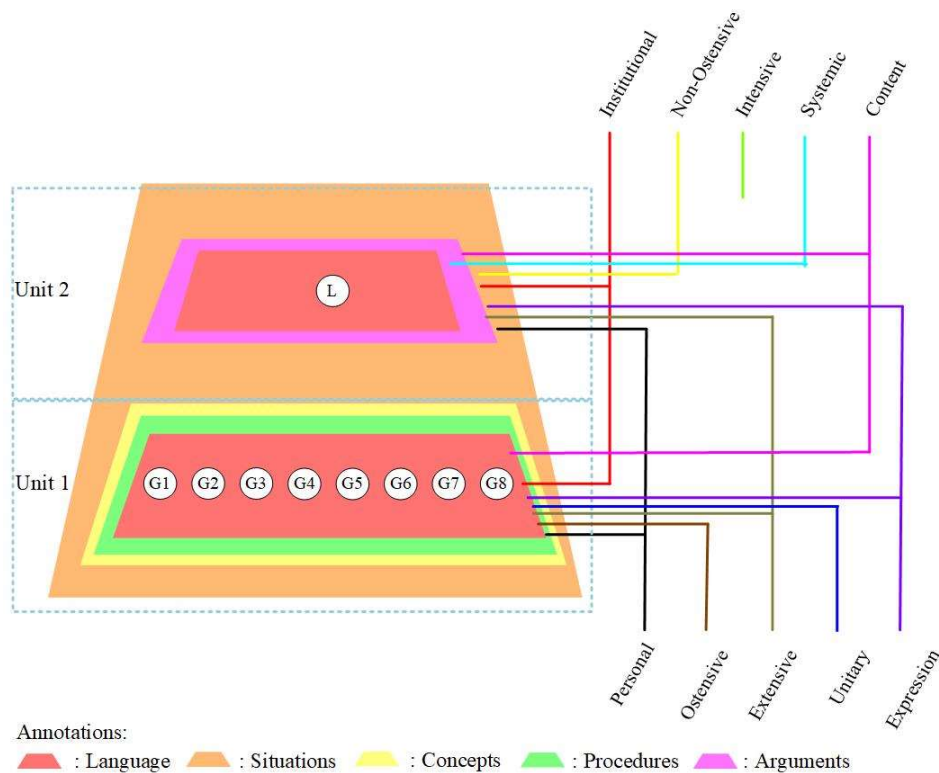 Institutional
Non-Ostensive
Intensive
Systemic
Content
Unit 2
L
Unit 1
G1 G2 G3 G4 G5 G6 G7 G8
Personal
Ostensive
Extensive
Unitary
Expression
Annotations:
: Language : Situations : Concepts : Procedures : Arguments